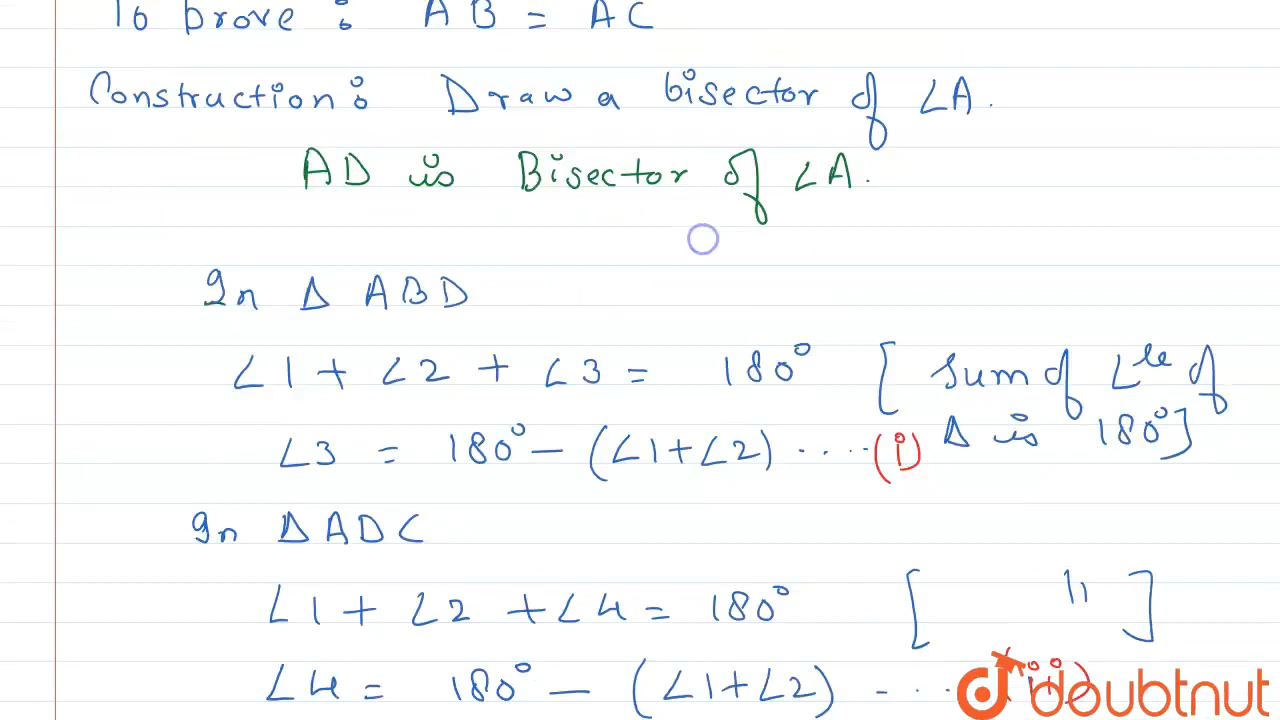 To prove : AB = AC
Construction : Draw a bisector of ∠A.
AD is Bisector of ∠A.
In Δ ABD
∠1 + ∠2 + ∠3 = 180° [Sum of ∠le of
Δ is 180°]
∠3 = 180° - (∠1+∠2) .....(i)
In Δ ADC
∠1 + ∠2 + ∠4 = 180° [ 11 ]
∠4 = 180° - (∠1+∠2) ..... (ii)
doubtnut